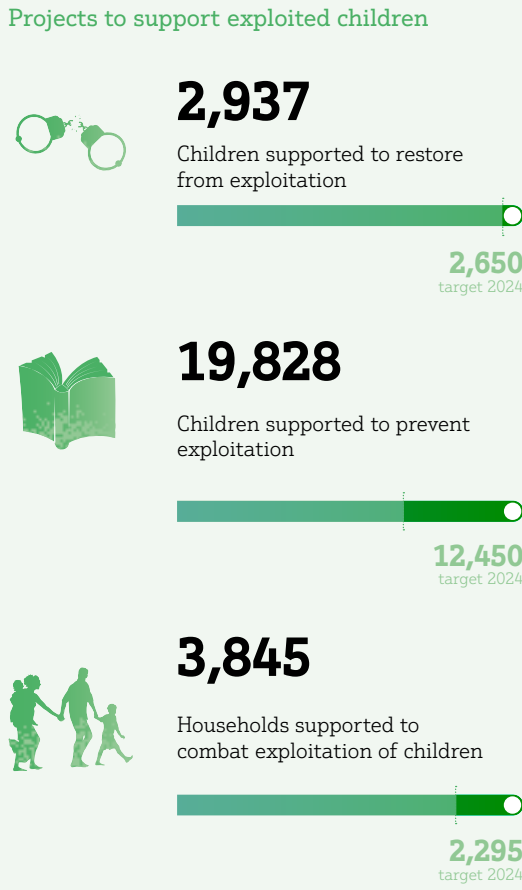 Projects to support exploited children
2,937
Children supported to restore
from exploitation
2,650
target 2024
19,828
Children supported to prevent
exploitation
12,450
target 2024
3,845
Households supported to
combat exploitation of children
2,295
target 2024